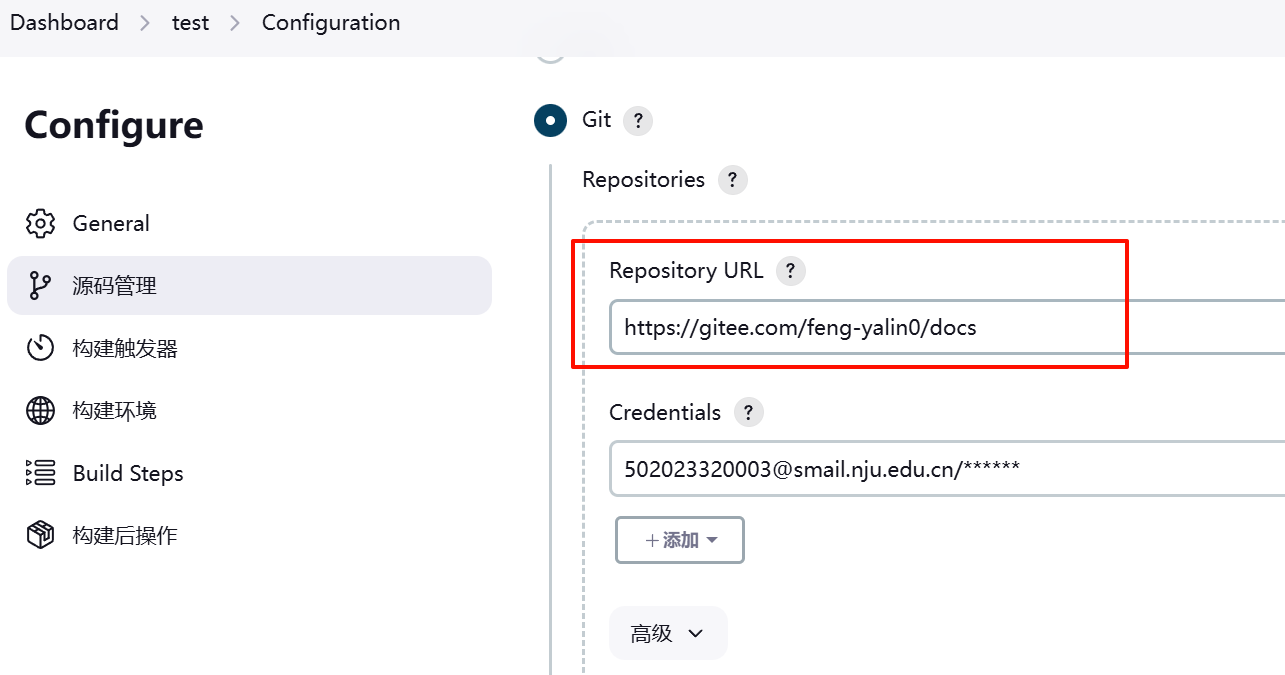 Dashboard > test > Configuration
Configure
General
源码管理
构建触发器
构建环境
Build Steps
构建后操作
Git ?
Repositories ?
Repository URL ?
https://gitee.com/feng-yalin0/docs
Credentials ?
502023320003@smail.nju.edu.cn/******
+添加
高级